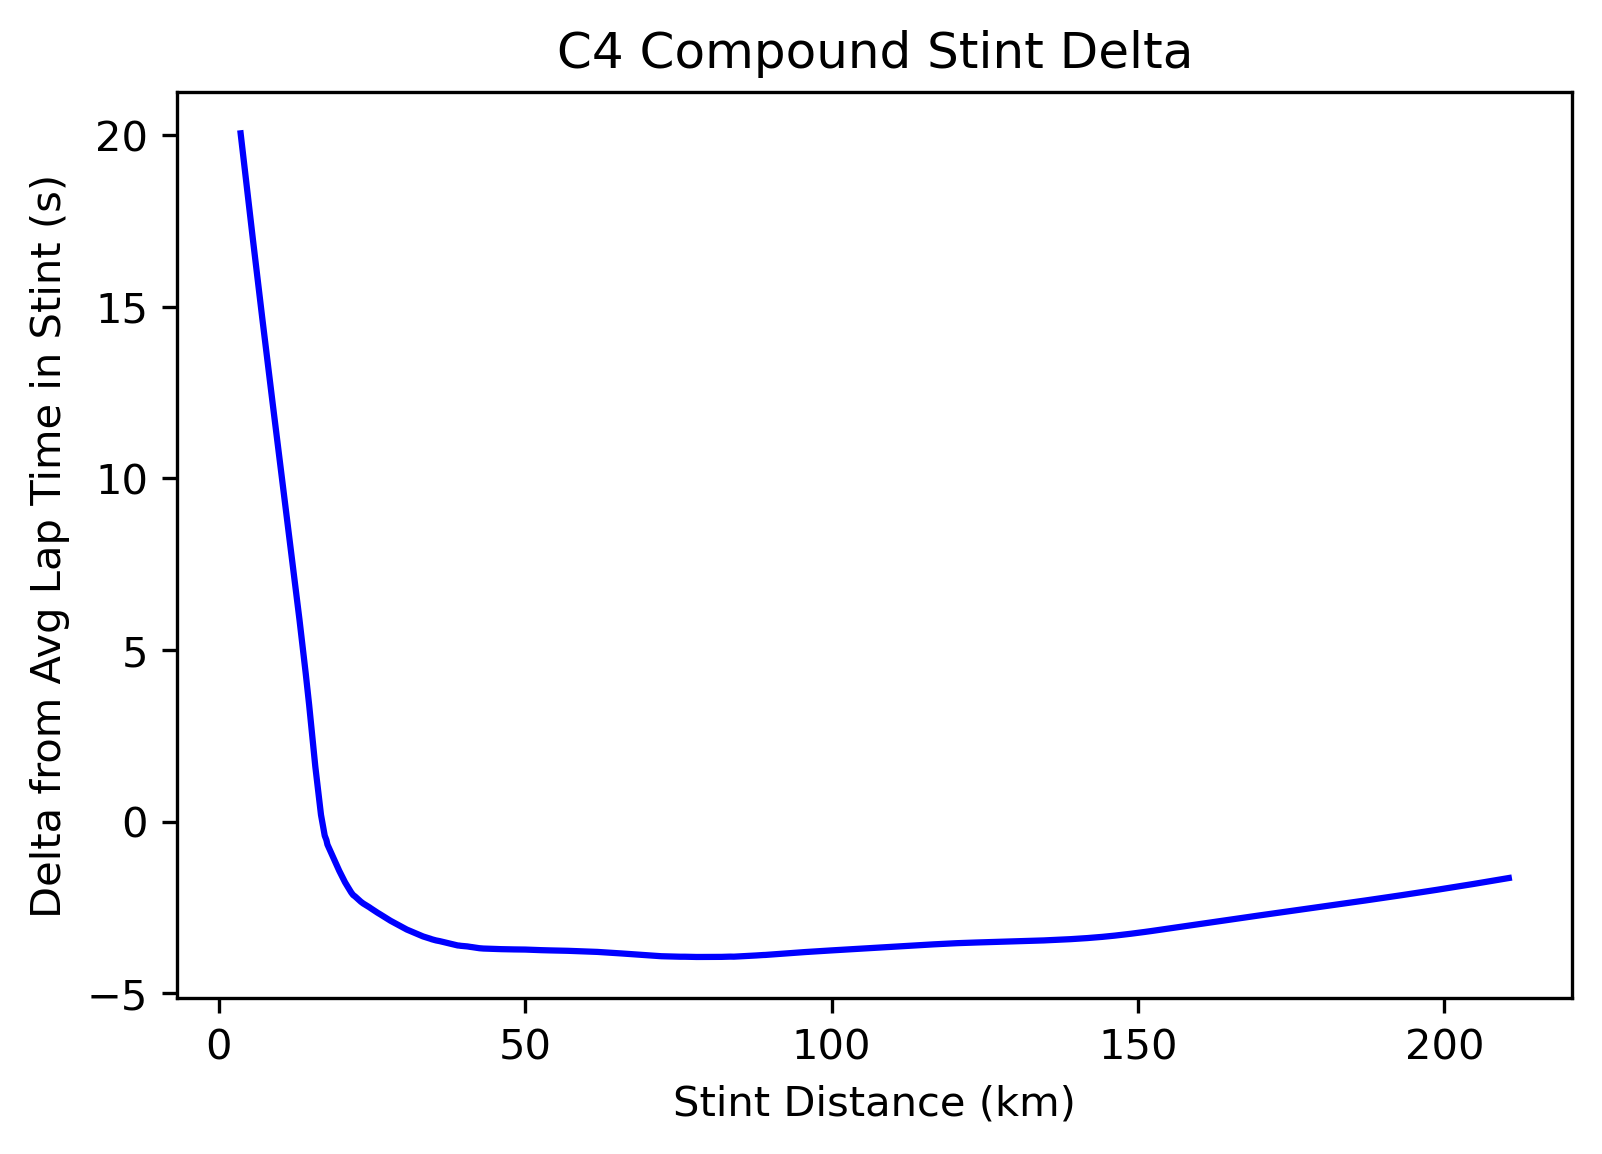 C4 Compound Stint Delta
Delta from Avg Lap Time in Stint (s)
20
15
10
5
0
−5
0 50 100 150 200
Stint Distance (km)